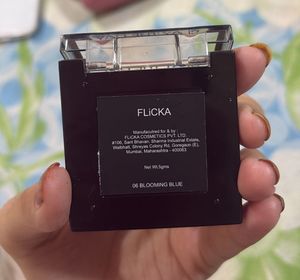 FLiCKA
Manufacutred for & by :
FLiCKA COSMETICS PVT. LTD.
#106, Sant Bhavan, Sharma Industrial Estate,
Walbhatt, Shreyas Colony Rd, Goregaon (E),
Mumbai, Maharashtra - 400063
Net Wt.5gms
06 BLOOMING BLUE